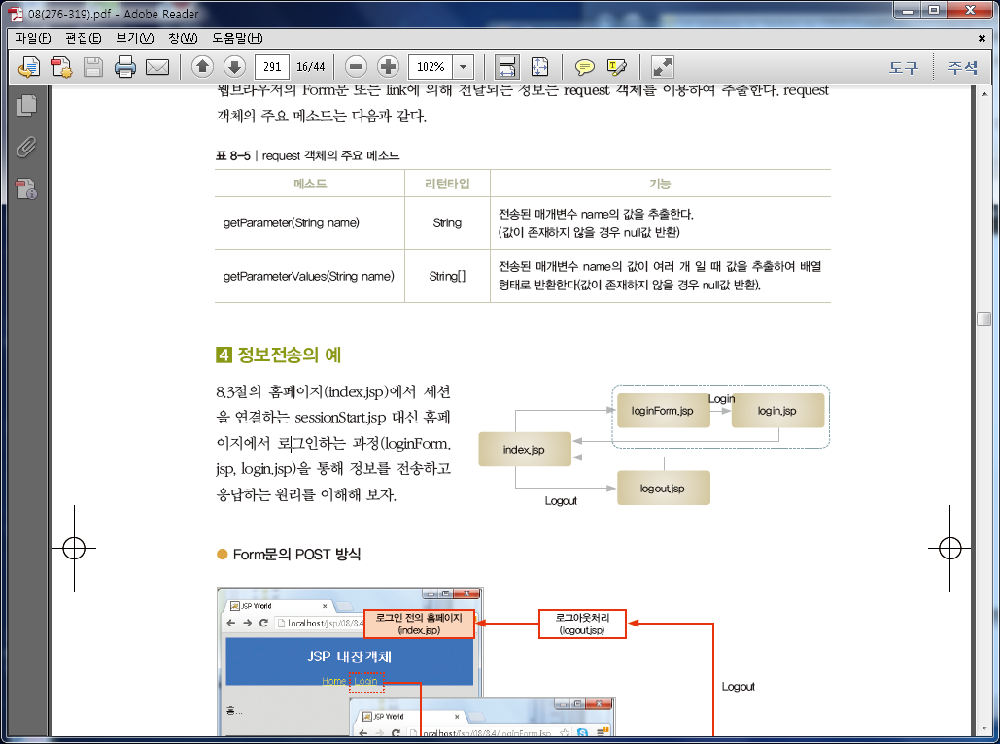 08(276-319).pdf - Adobe Reader
파일(F) 편집(E) 보기(V) 창(W) 도움말(H)
291 16/44 102% 도구 주석
웹브라우저의 Form문 또는 link에 의해 전달되는 정보는 request 객체를 이용하여 추출한다. request
객체의 주요 메소드는 다음과 같다.
표 8-5 | request 객체의 주요 메소드
메소드 리턴타입 기능
getParameter(String name) String 전송된 매개변수 name의 값을 추출한다.
(값이 존재하지 않을 경우 null값 반환)
getParameterValues(String name) String[] 전송된 매개변수 name의 값이 여러 개 일 때 값을 추출하여 배열
형태로 반환한다(값이 존재하지 않을 경우 null값 반환).
4 정보전송의 예
8.3절의 홈페이지(index.jsp)에서 세션
을 연결하는 sessionStart.jsp 대신 홈페
이지에서 로그인하는 과정(loginForm.
jsp, login.jsp)을 통해 정보를 전송하고
응답하는 원리를 이해해 보자.
loginForm.jsp Login login.jsp
index.jsp
logout.jsp
Logout
Form문의 POST 방식
JSP World
localhost/jsp/08/8.4
로그인 전의 홈페이지
(index.jsp)
로그아웃처리
(logout.jsp)
JSP 내장객체
Home Login
Logout
홈...
JSP World
localhost/jsp/08/8.4/loginForm.jsp